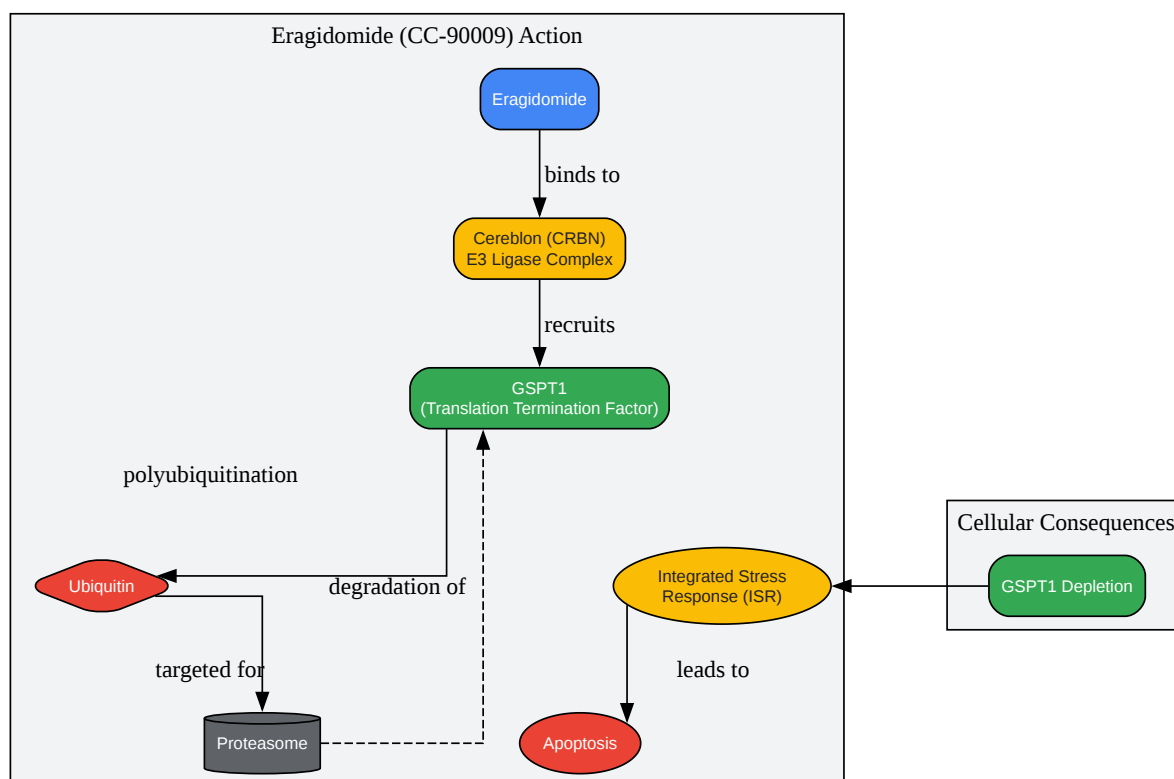 Eragidomide (CC-90009) Action
Eragidomide
binds to
Cereblon (CRBN)
E3 Ligase Complex
recruits
GSPT1
(Translation Termination Factor)
polyubiquitination
Cellular Consequences
Ubiquitin
degradation of
Integrated Stress
Response (ISR)
GSPT1 Depletion
targeted for
leads to
Proteasome
Apoptosis